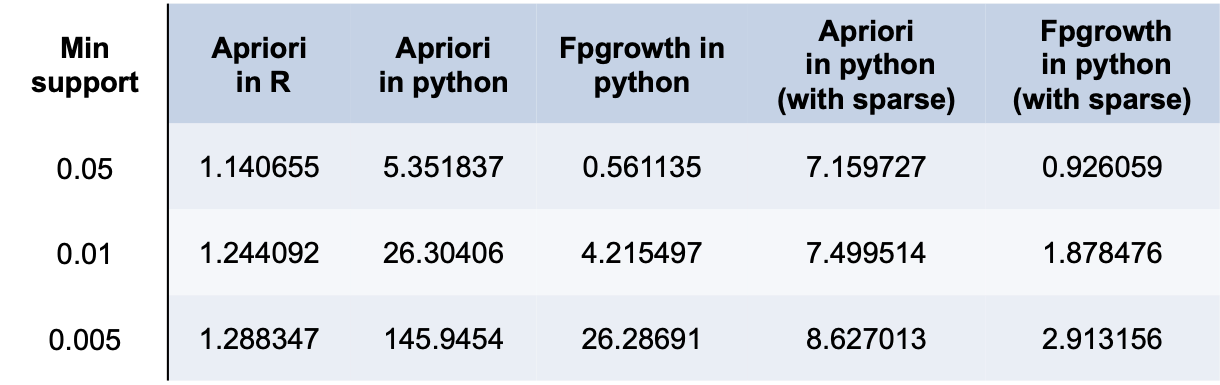 Min support Apriori in R Apriori in python Fpgrowth in python Apriori in python (with sparse) Fpgrowth in python (with sparse)
0.05 1.140655 5.351837 0.561135 7.159727 0.926059
0.01 1.244092 26.30406 4.215497 7.499514 1.878476
0.005 1.288347 145.9454 26.28691 8.627013 2.913156